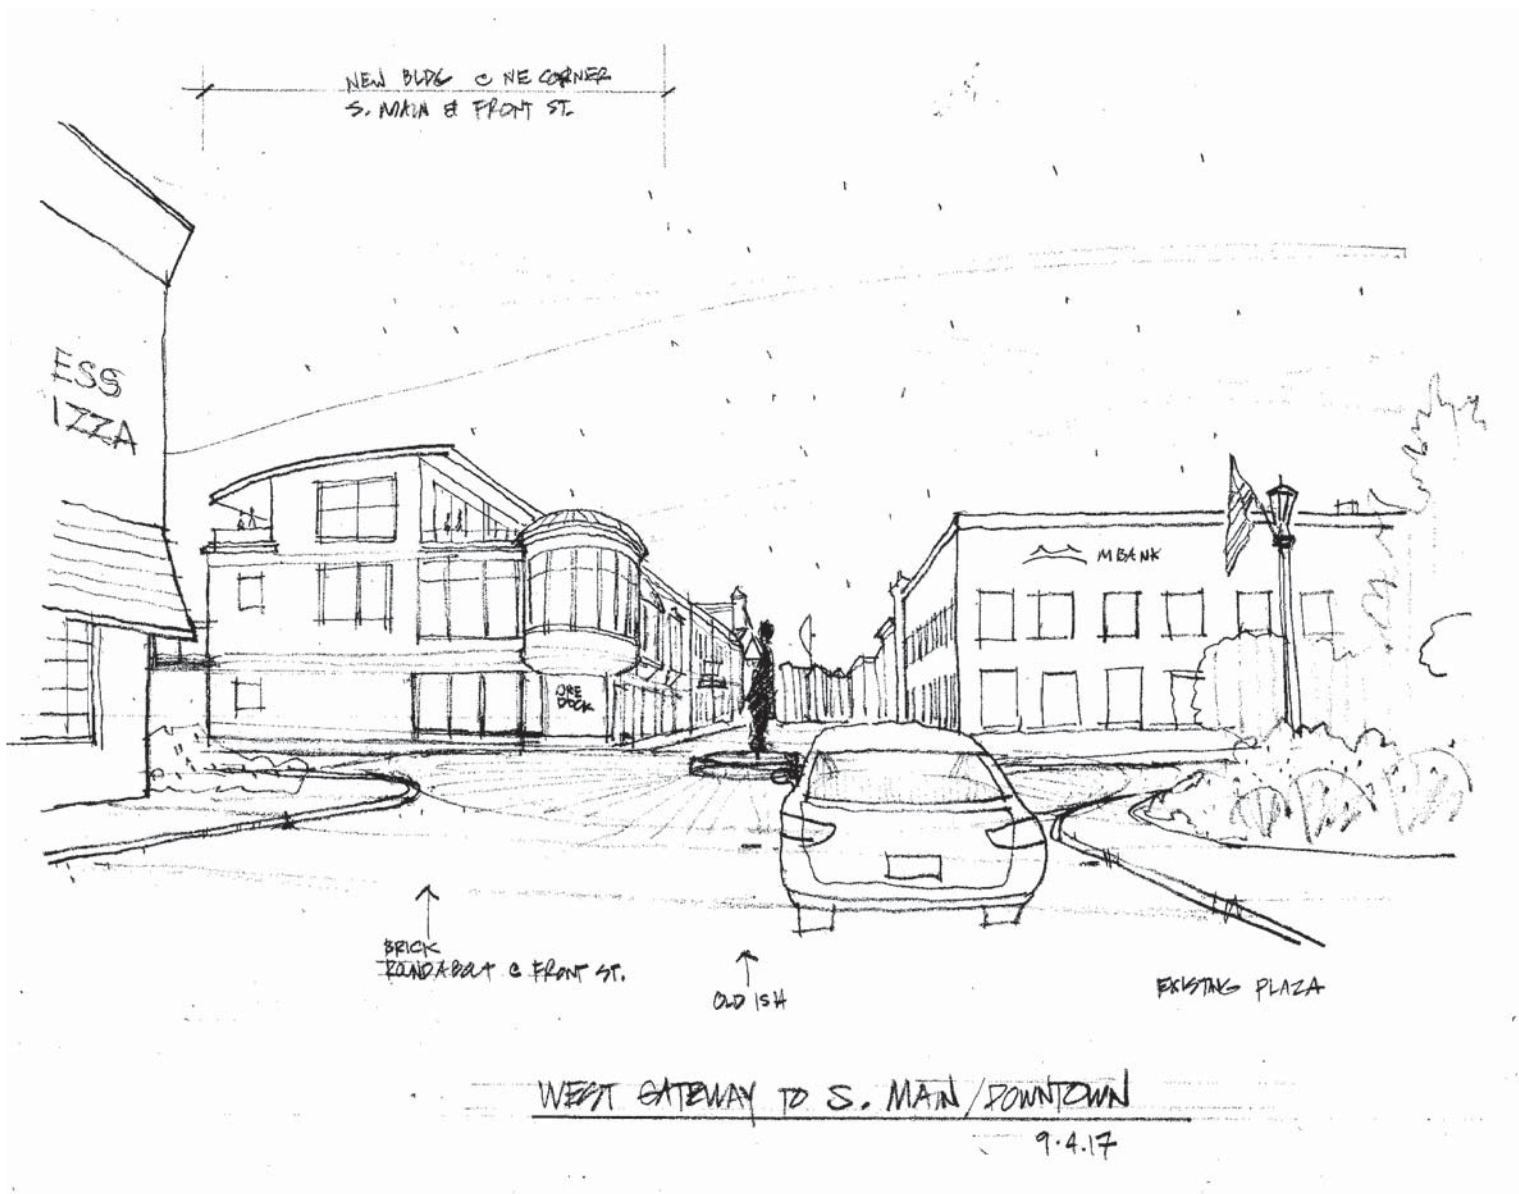 NEW BLDG @ NE CORNER
S. MAIN & FRONT ST.
ESS
IZZA
MBANK
ORE
DOCK
BRICK
ROUNDABOUT @ FRONT ST.
OLD ISH
EXISTING PLAZA
WEST GATEWAY TO S. MAIN/DOWNTOWN
9.4.17